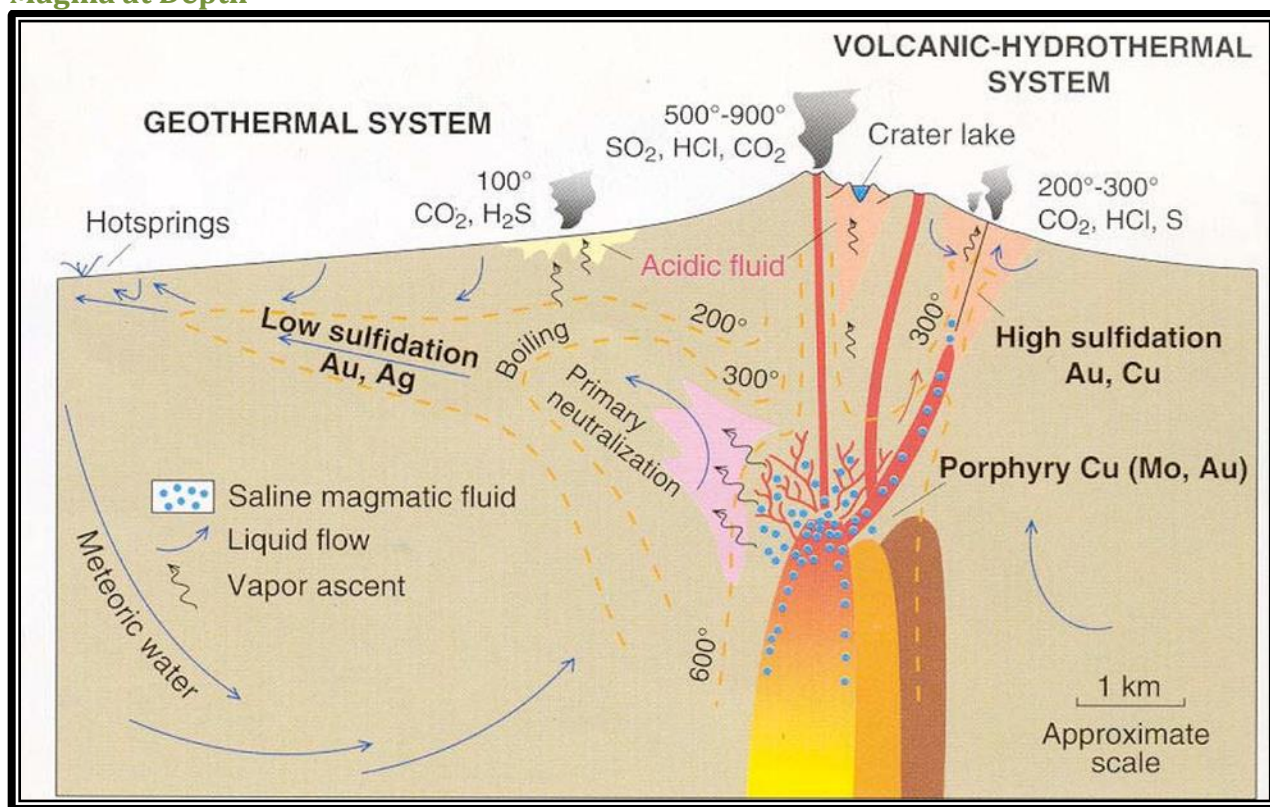 Magma at Depth
VOLCANIC-HYDROTHERMAL
SYSTEM
GEOTHERMAL SYSTEM
500°-900°
SO₂, HCl, CO₂
Crater lake
100°
CO₂, H₂S
200°-300°
CO₂, HCl, S
Hotsprings
Acidic fluid
Low sulfidation
Au, Ag
Boiling
200°
300°
300°
High sulfidation
Au, Cu
Primary
neutralization
Porphyry Cu (Mo, Au)
Saline magmatic fluid
Liquid flow
Vapor ascent
Meteoric water
600°
1 km
Approximate
scale